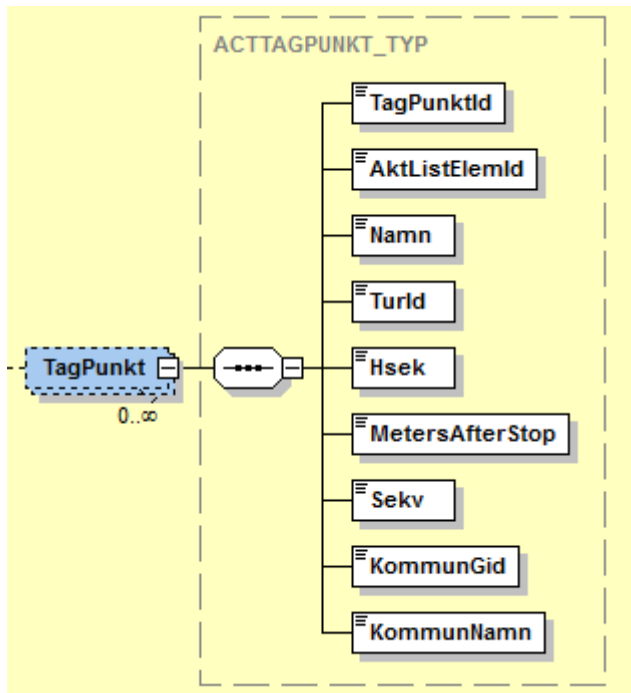 ACTTAGPUNKT_TYP
TagPunktId
AktListElemId
Namn
TurId
TagPunkt
0..∞
Hsek
MetersAfterStop
Sekv
KommunGid
KommunNamn